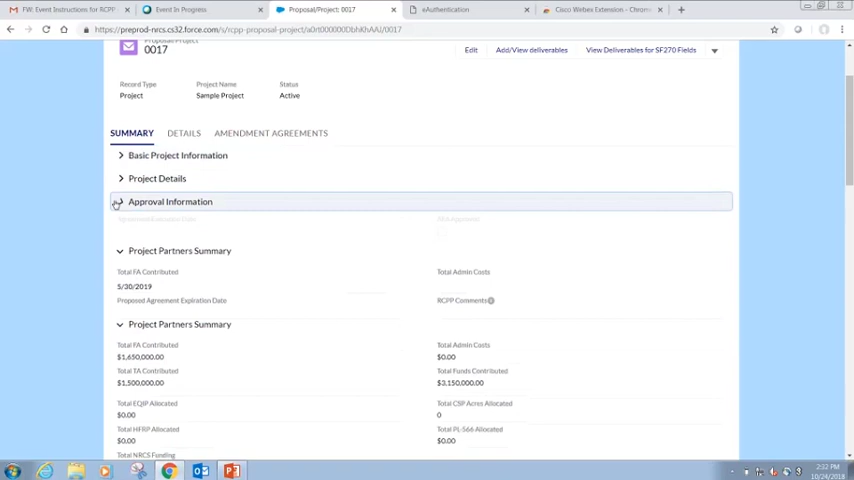 FW: Event Instructions for RCPP
Event In Progress
Proposal/Project: 0017
eAuthentication
Cisco Webex Extension - Chrom
https://preprod-nrcs.cs32.force.com/s/rcpp-proposal-project/a0rt000000DbhKhAAJ/0017
Proposal/Project
0017
Edit
Add/View deliverables
View Deliverables for SF270 Fields
Record Type
Project Name
Status
Project
Sample Project
Active
SUMMARY
DETAILS
AMENDMENT AGREEMENTS
Basic Project Information
Project Details
Approval Information
Project Partners Summary
Total FA Contributed
Total Admin Costs
5/30/2019
Proposed Agreement Expiration Date
RCPP Comments
Project Partners Summary
Total FA Contributed
Total Admin Costs
$1,650,000.00
$0.00
Total TA Contributed
Total Funds Contributed
$1,500,000.00
$3,150,000.00
Total EQIP Allocated
Total CSP Acres Allocated
$0.00
0
Total HFRP Allocated
Total PL-566 Allocated
$0.00
$0.00
Total NRCS Funding
2:32 PM
10/24/2018